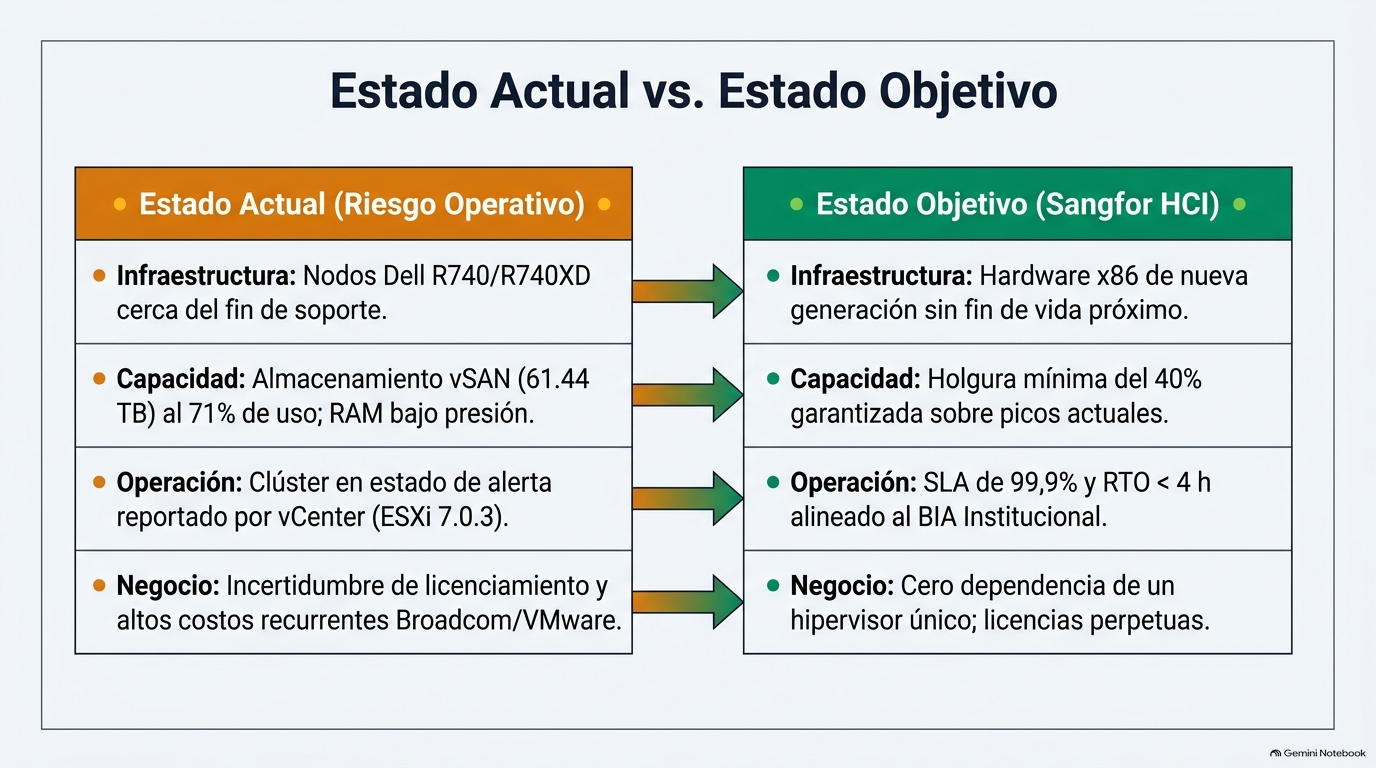 Estado Actual vs. Estado Objetivo
Estado Actual (Riesgo Operativo)
Infraestructura: Nodos Dell R740/R740XD
cerca del fin de soporte.
Capacidad: Almacenamiento vSAN (61.44
TB) al 71% de uso; RAM bajo presión.
Operación: Clúster en estado de alerta
reportado por vCenter (ESXi 7.0.3).
Negocio: Incertidumbre de licenciamiento y
altos costos recurrentes Broadcom/VMware.
Estado Objetivo (Sangfor HCI)
Infraestructura: Hardware x86 de nueva
generación sin fin de vida próximo.
Capacidad: Holgura mínima del 40%
garantizada sobre picos actuales.
Operación: SLA de 99,9% y RTO < 4 h
alineado al BIA Institucional.
Negocio: Cero dependencia de un
hipervisor único; licencias perpetuas.
Gemini Notebook